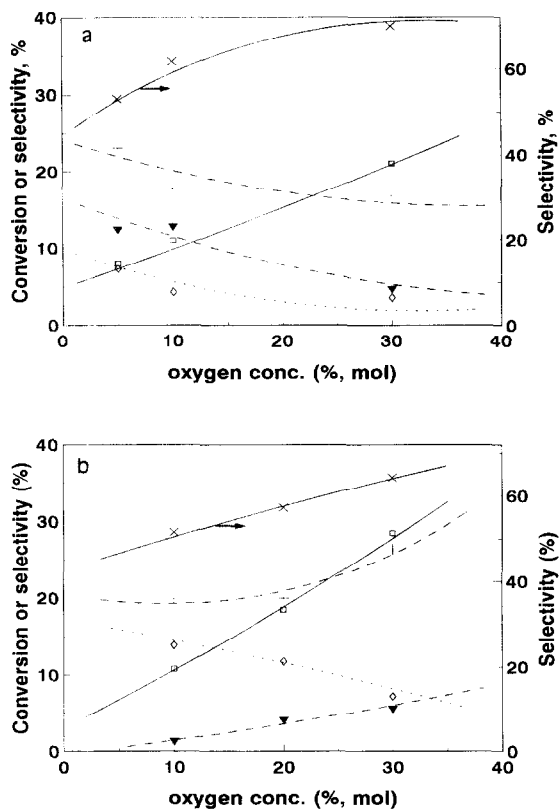 a
Conversion or selectivity, %
40
30
20
10
0
60
40
20
0
Selectivity, %
0 10 20 30 40
oxygen conc. (%, mol)
b
Conversion or selectivity (%)
40
30
20
10
0
60
40
20
0
Selectivity (%)
0 10 20 30 40
oxygen conc. (%, mol)